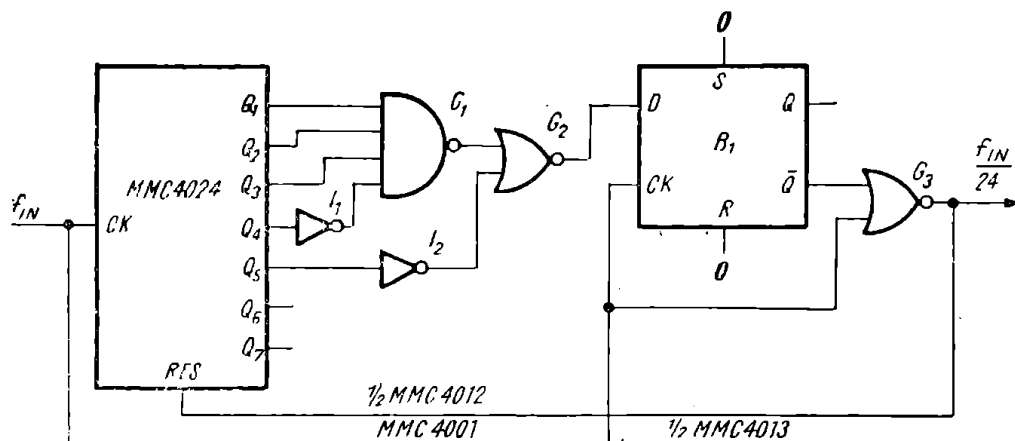 f_IN
CK
MMC4024
Q1
Q2
Q3
Q4
Q5
Q6
Q7
RES
I1
I2
G1
G2
0
S
D
Q
B1
CK
Q̄
R
0
G3
f_IN
24
1/2 MMC4012
MMC4001
1/2 MMC4013